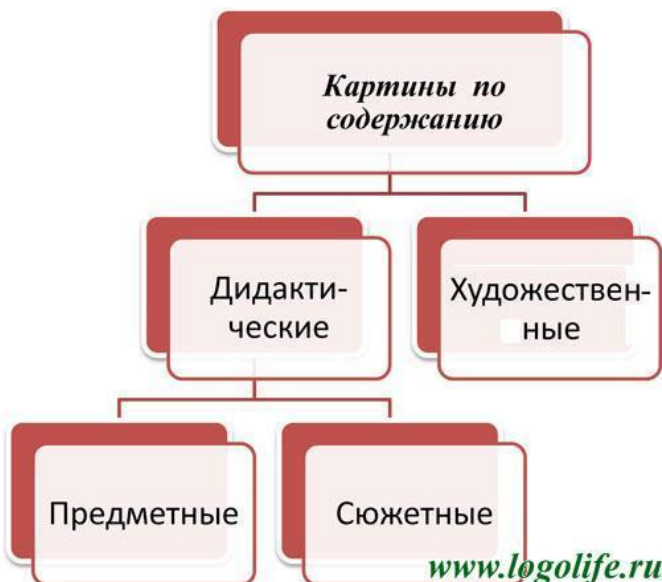 Картины по
содержанию
Дидакти-
ческие
Художествен-
ные
Предметные
Сюжетные
www.logolife.ru